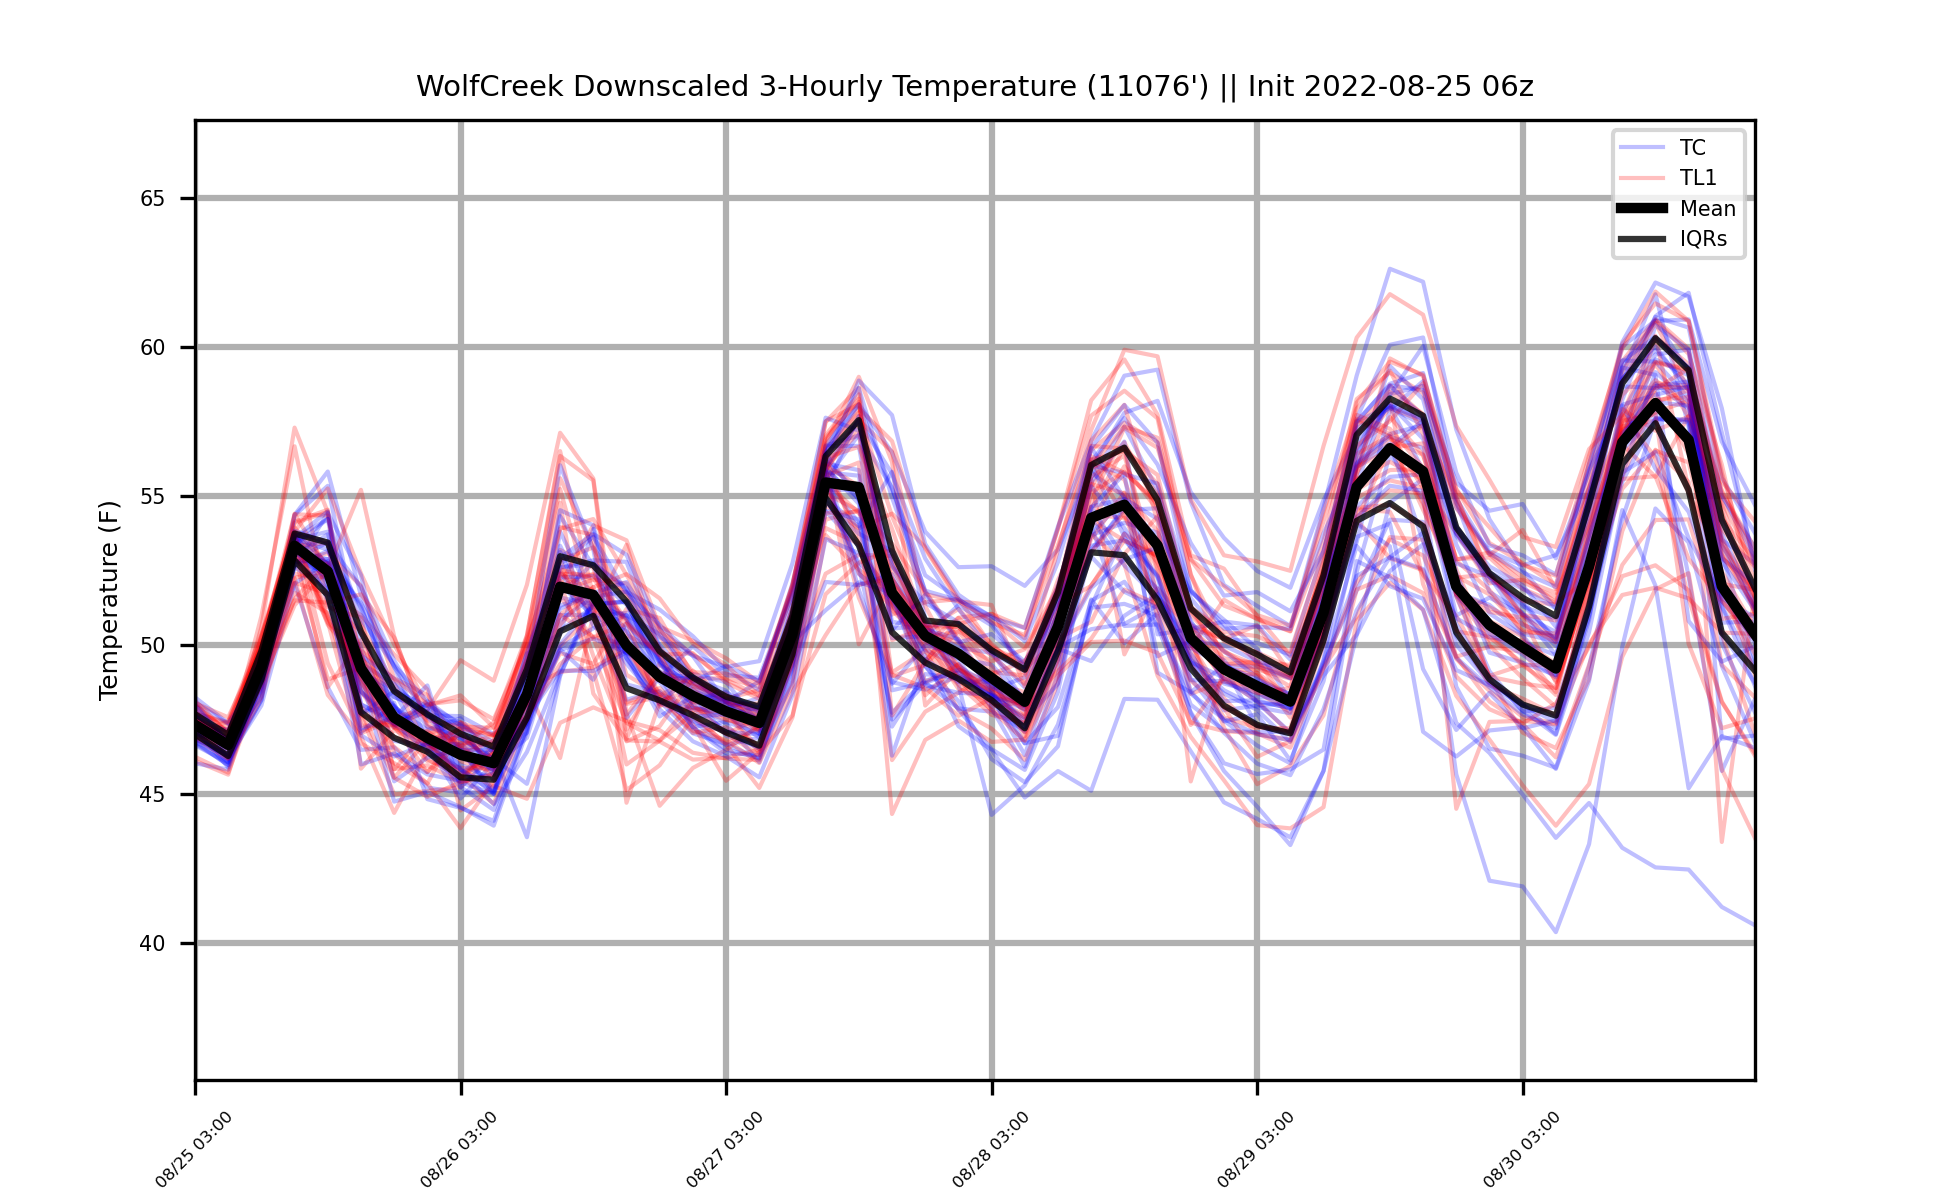 WolfCreek Downscaled 3-Hourly Temperature (11076') || Init 2022-08-25 06z
TC
TL1
Mean
IQRs
Temperature (F)
65
60
55
50
45
40
08/25 03:00
08/26 03:00
08/27 03:00
08/28 03:00
08/29 03:00
08/30 03:00